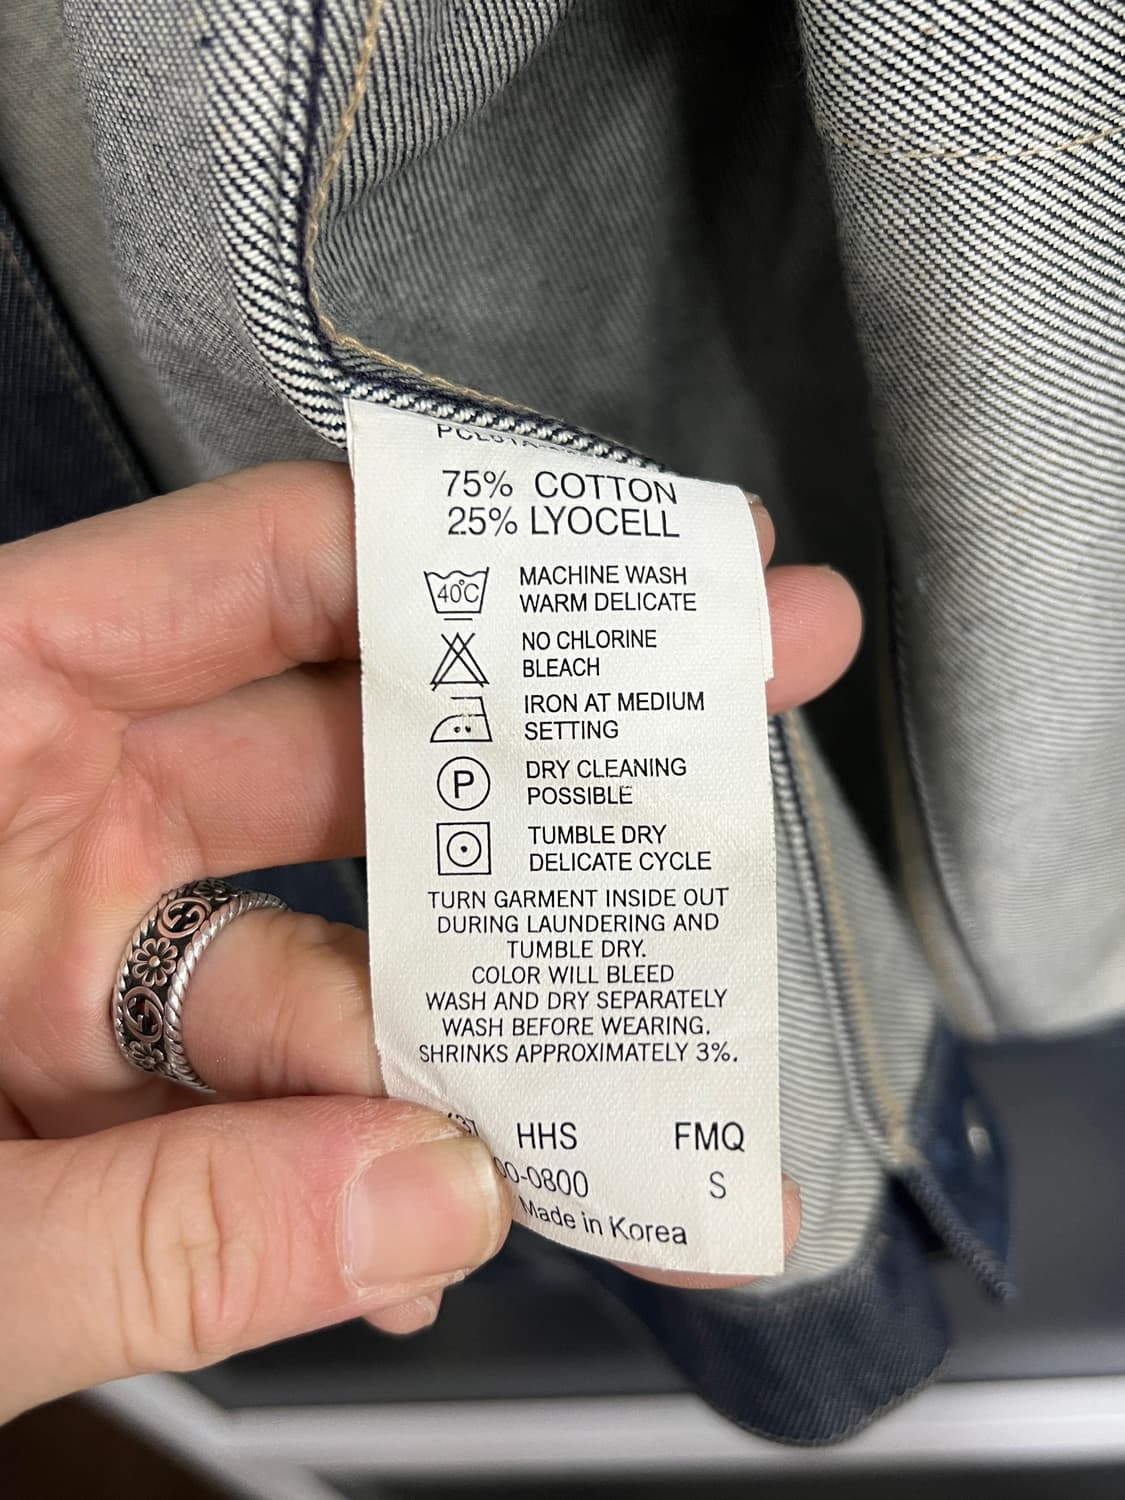 75% COTTON
25% LYOCELL
40°C
MACHINE WASH
WARM DELICATE
NO CHLORINE
BLEACH
IRON AT MEDIUM
SETTING
P
DRY CLEANING
POSSIBLE
TUMBLE DRY
DELICATE CYCLE
TURN GARMENT INSIDE OUT
DURING LAUNDERING AND
TUMBLE DRY.
COLOR WILL BLEED
WASH AND DRY SEPARATELY
WASH BEFORE WEARING.
SHRINKS APPROXIMATELY 3%.
HHS FMQ
00-0800 S
Made in Korea